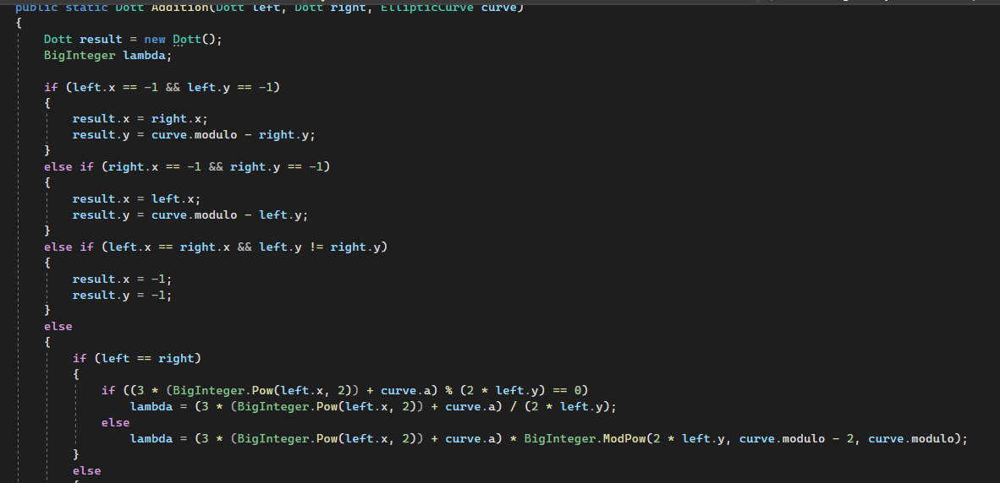 public static Dott Addition(Dott left, Dott right, EllipticCurve curve)
{
    Dott result = new Dott();
    BigInteger lambda;

    if (left.x == -1 && left.y == -1)
    {
        result.x = right.x;
        result.y = curve.modulo - right.y;
    }
    else if (right.x == -1 && right.y == -1)
    {
        result.x = left.x;
        result.y = curve.modulo - left.y;
    }
    else if (left.x == right.x && left.y != right.y)
    {
        result.x = -1;
        result.y = -1;
    }
    else
    {
        if (left == right)
        {
            if ((3 * (BigInteger.Pow(left.x, 2)) + curve.a) % (2 * left.y) == 0)
                lambda = (3 * (BigInteger.Pow(left.x, 2)) + curve.a) / (2 * left.y);
            else
                lambda = (3 * (BigInteger.Pow(left.x, 2)) + curve.a) * BigInteger.ModPow(2 * left.y, curve.modulo - 2, curve.modulo);
        }
        else